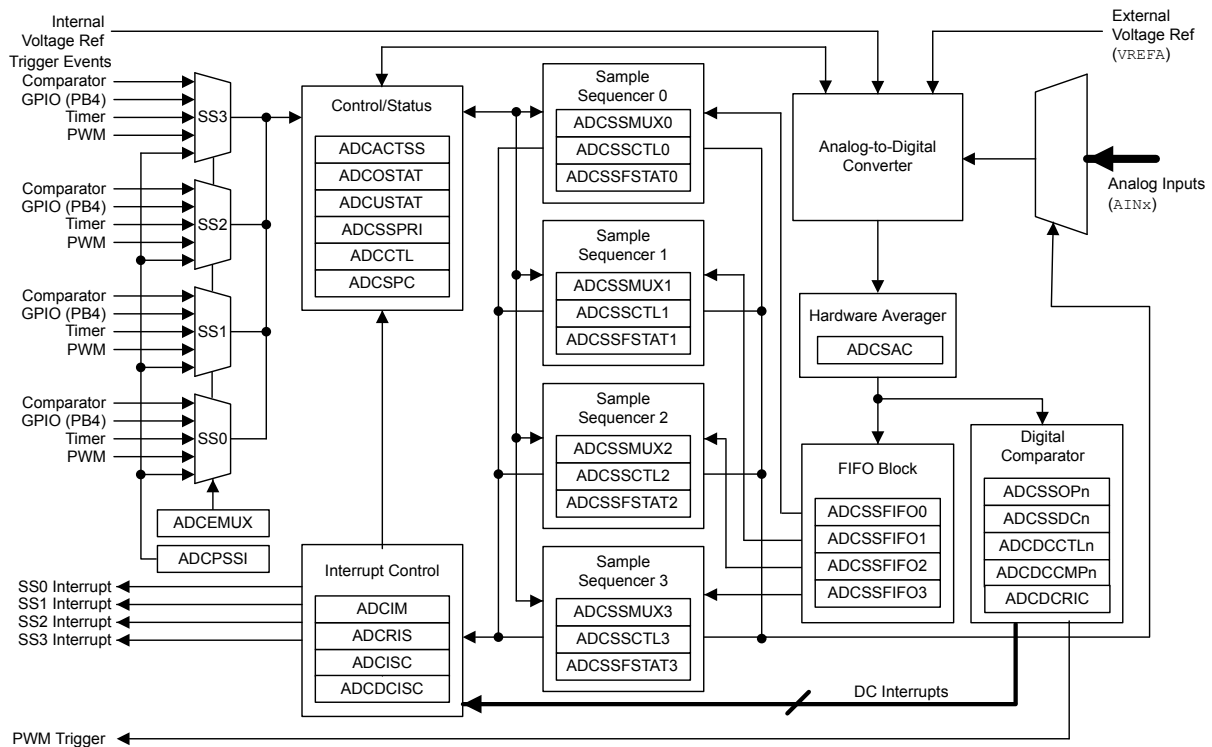 Internal
Voltage Ref
External
Voltage Ref
(VREFA)
Trigger Events
Comparator
GPIO (PB4)
Timer
PWM
SS3
Comparator
GPIO (PB4)
Timer
PWM
SS2
Comparator
GPIO (PB4)
Timer
PWM
SS1
Comparator
GPIO (PB4)
Timer
PWM
SS0
ADCEMUX
ADCPSSI
Control/Status
ADCACTSS
ADCOSTAT
ADCUSTAT
ADCSSPRI
ADCCTL
ADCSPC
Interrupt Control
ADCIM
ADCRIS
ADCISC
ADCDCISC
SS0 Interrupt
SS1 Interrupt
SS2 Interrupt
SS3 Interrupt
PWM Trigger
Sample
Sequencer 0
ADCSSMUX0
ADCSSCTL0
ADCSSFSTAT0
Sample
Sequencer 1
ADCSSMUX1
ADCSSCTL1
ADCSSFSTAT1
Sample
Sequencer 2
ADCSSMUX2
ADCSSCTL2
ADCSSFSTAT2
Sample
Sequencer 3
ADCSSMUX3
ADCSSCTL3
ADCSSFSTAT3
Analog-to-Digital
Converter
Analog Inputs
(AINx)
Hardware Averager
ADCSAC
FIFO Block
ADCSSFIFO0
ADCSSFIFO1
ADCSSFIFO2
ADCSSFIFO3
Digital
Comparator
ADCSSOPn
ADCSSDCn
ADCDCCTLn
ADCDCCMPn
ADCDCRIC
DC Interrupts